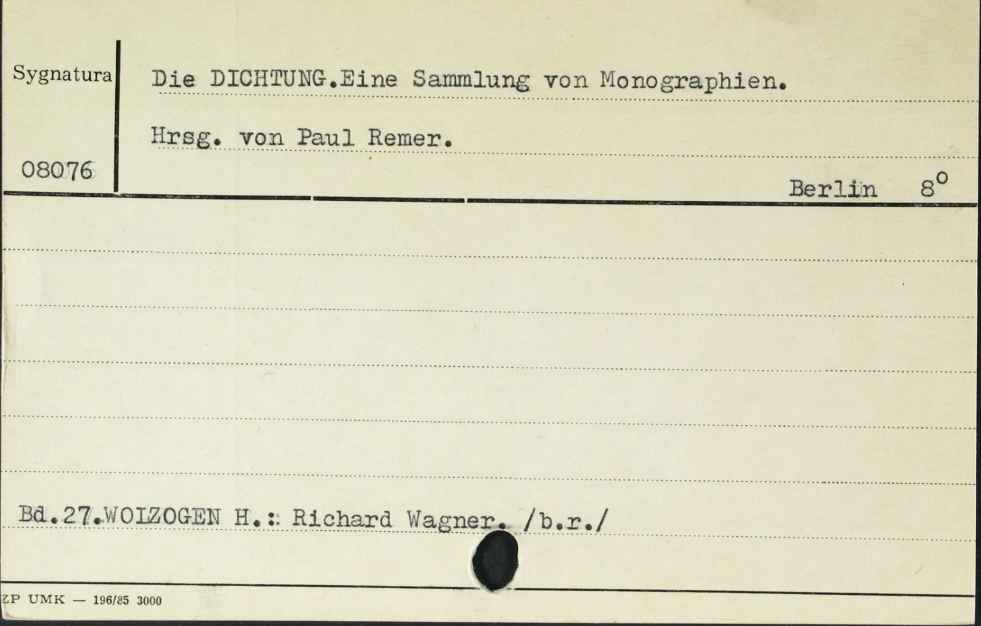 Sygnatura
Die DICHTUNG.Eine Sammlung von Monographien.
Hrsg. von Paul Remer.
08076
Berlin 8°
Bd.27.WOLZOGEN H.: Richard Wagner. /b.r./
ZP UMK — 196/85 3000